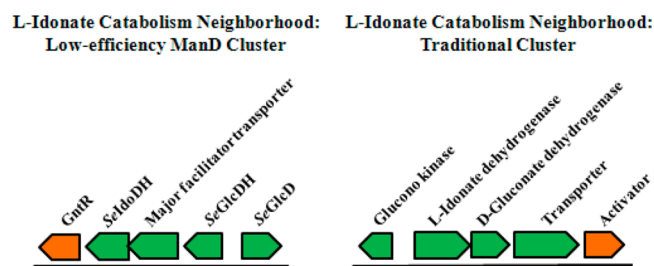 L-Idonate Catabolism Neighborhood:
Low-efficiency ManD Cluster
GntR
SeIdoDH
Major facilitator transporter
SeGlcDH
SeGlcD
L-Idonate Catabolism Neighborhood:
Traditional Cluster
Glucono kinase
L-Idonate dehydrogenase
D-Gluconate dehydrogenase
Transporter
Activator